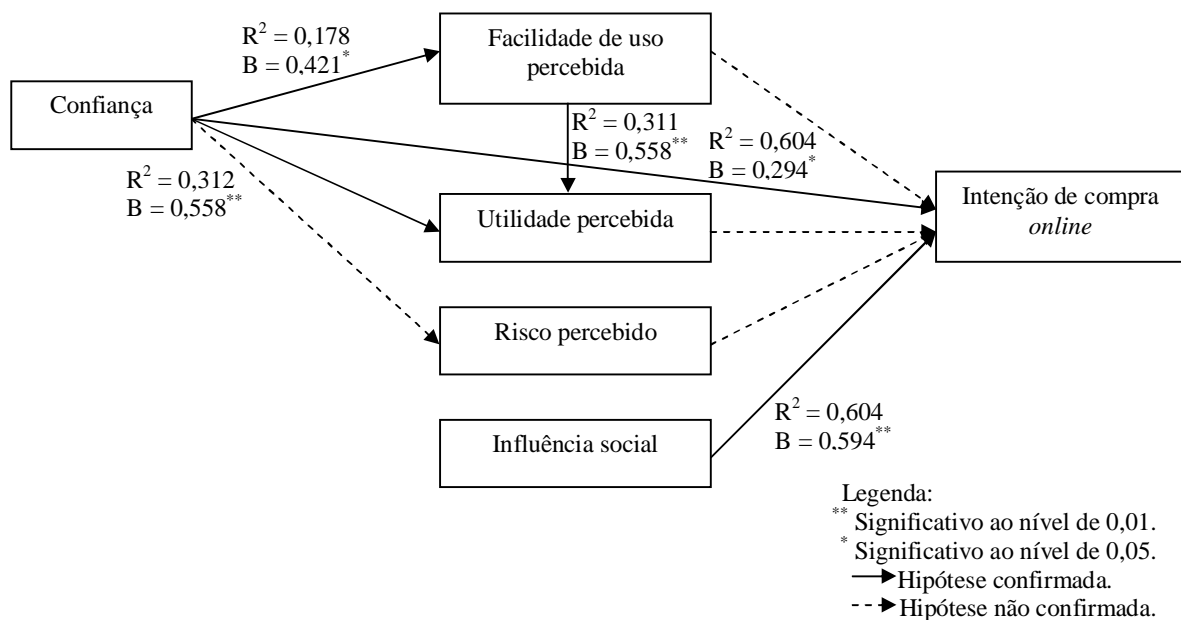 R² = 0,178
B = 0,421*
Facilidade de uso
percebida
Confiança
R² = 0,311
B = 0,558**
R² = 0,604
B = 0,294*
R² = 0,312
B = 0,558**
Utilidade percebida
Intenção de compra
online
Risco percebido
R² = 0,604
B = 0,594**
Influência social
Legenda:
** Significativo ao nível de 0,01.
* Significativo ao nível de 0,05.
Hipótese confirmada.
Hipótese não confirmada.